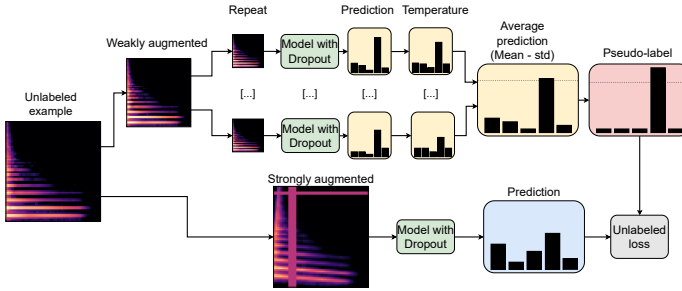 Repeat
Prediction
Temperature
Average
prediction
(Mean - std)
Pseudo-label
Weakly augmented
Model with
Dropout
[...]
[...]
[...]
[...]
Model with
Dropout
Unlabeled
example
Strongly augmented
Model with
Dropout
Prediction
Unlabeled
loss